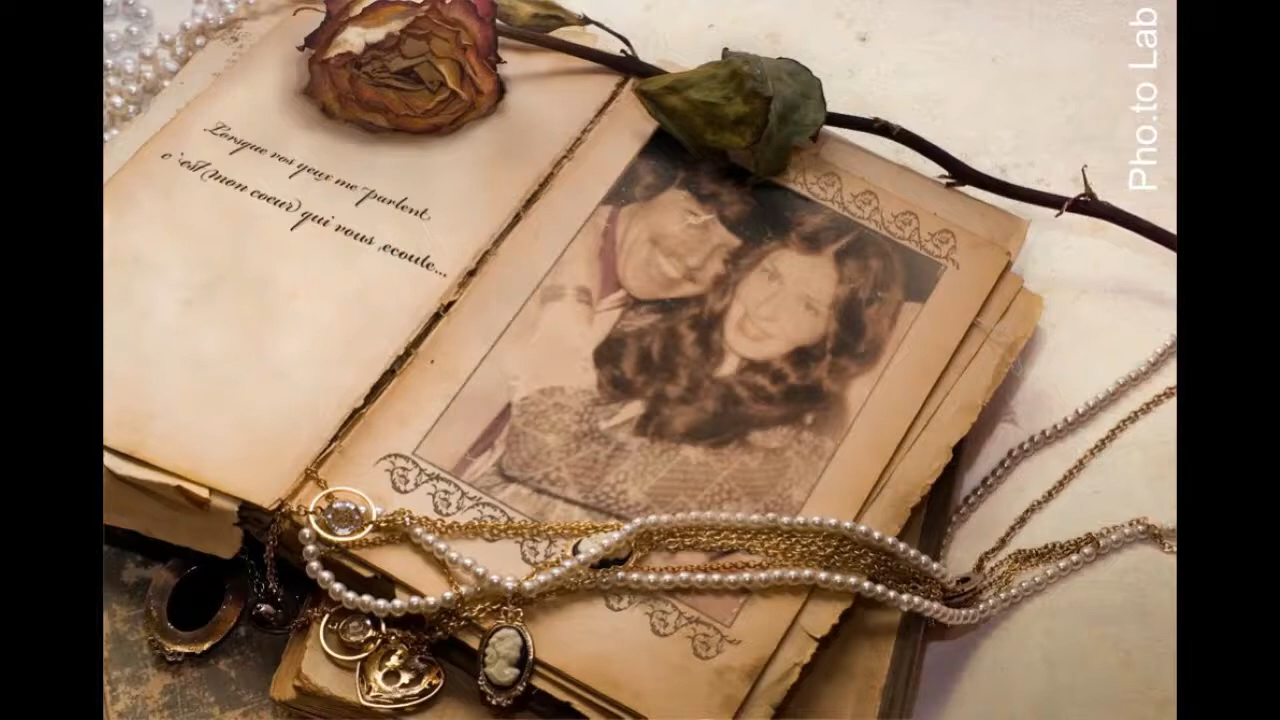 Lorsque vos yeux me parlent,
c'est mon coeur qui vous ecoute...
Pho.to Lab